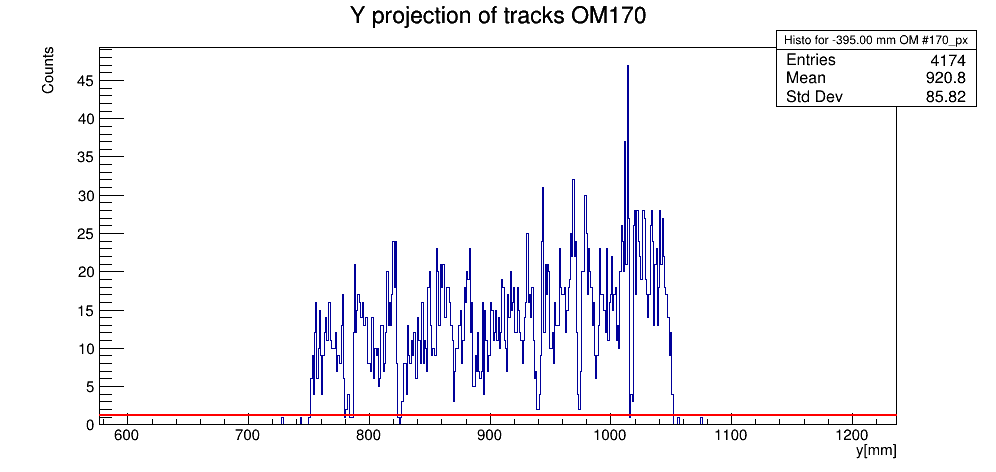 Y projection of tracks OM170
Histo for -395.00 mm OM #170_px
Entries 4174
Mean 920.8
Std Dev 85.82
Counts
45
40
35
30
25
20
15
10
5
0
600 700 800 900 1000 1100 1200
y[mm]